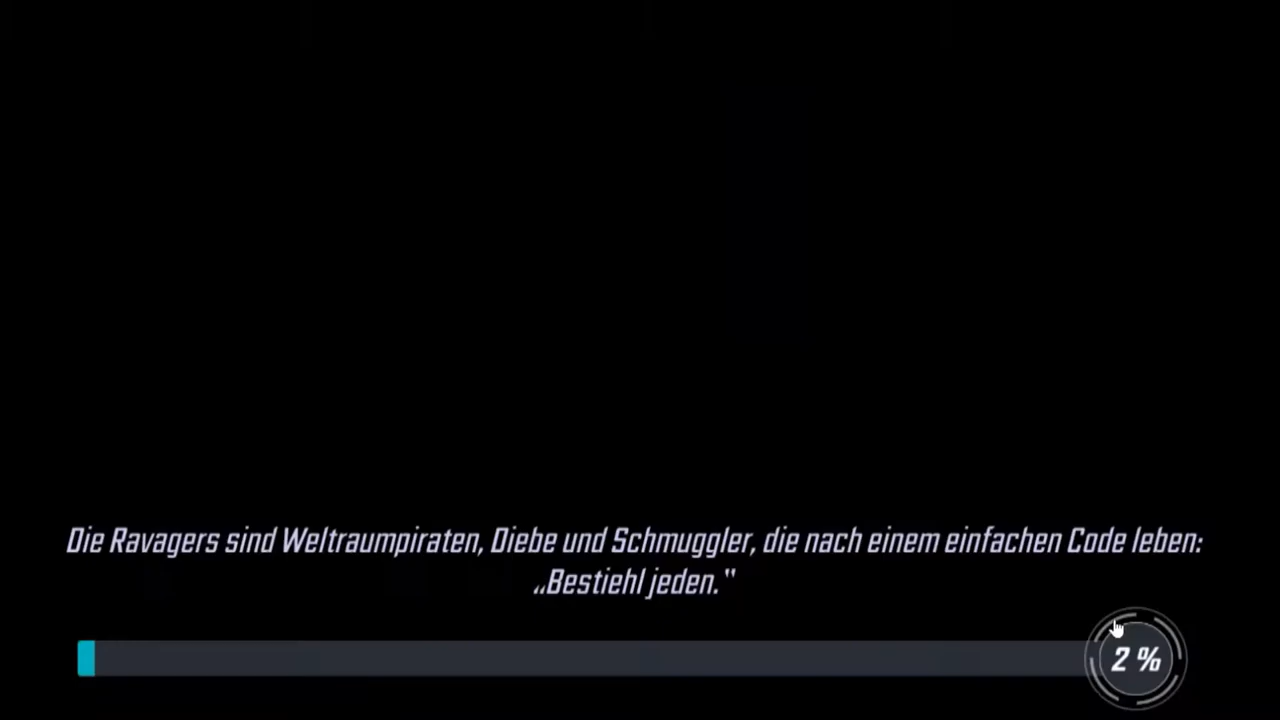 Die Ravagers sind Weltraumpiraten, Diebe und Schmuggler, die nach einem einfachen Code leben:
„Bestiehl jeden.“
2 %